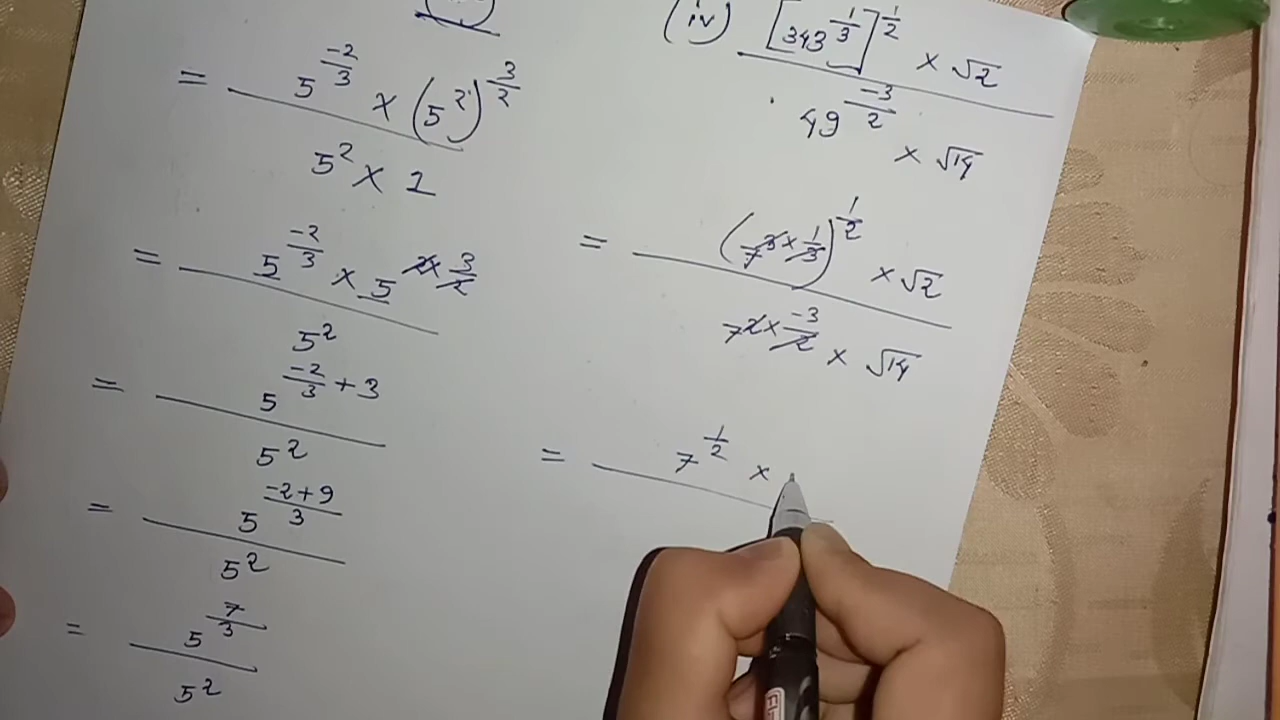 = 5^(-2/3) × (5^2)^(3/2) / 5^2 × 1
= 5^(-2/3) × 5^(2 × 3/2) / 5^2
= 5^(-2/3 + 3) / 5^2
= 5^((-2+9)/3) / 5^2
= 5^(7/3) / 5^2
(iv) [343^(1/3)]^(1/2) × √2 / 49^(-3/2) × √14
= (7^(3 × 1/3))^(1/2) × √2 / 7^(2 × -3/2) × √14
= 7^(1/2) ×